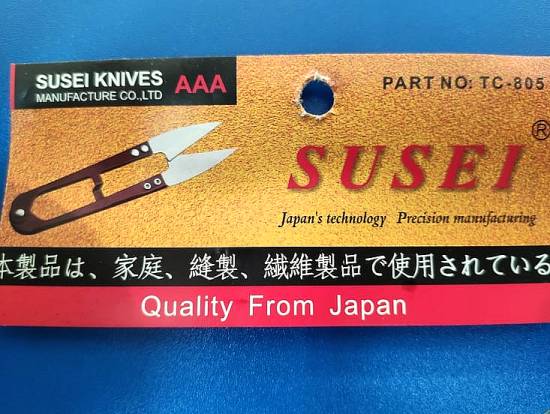 SUSEI KNIVES AAA
MANUFACTURE CO.,LTD
PART NO: TC-805
SUSEI ®
Japan's technology Precision manufacturing
本製品は、家庭、縫製、繊維製品で使用されている
Quality From Japan